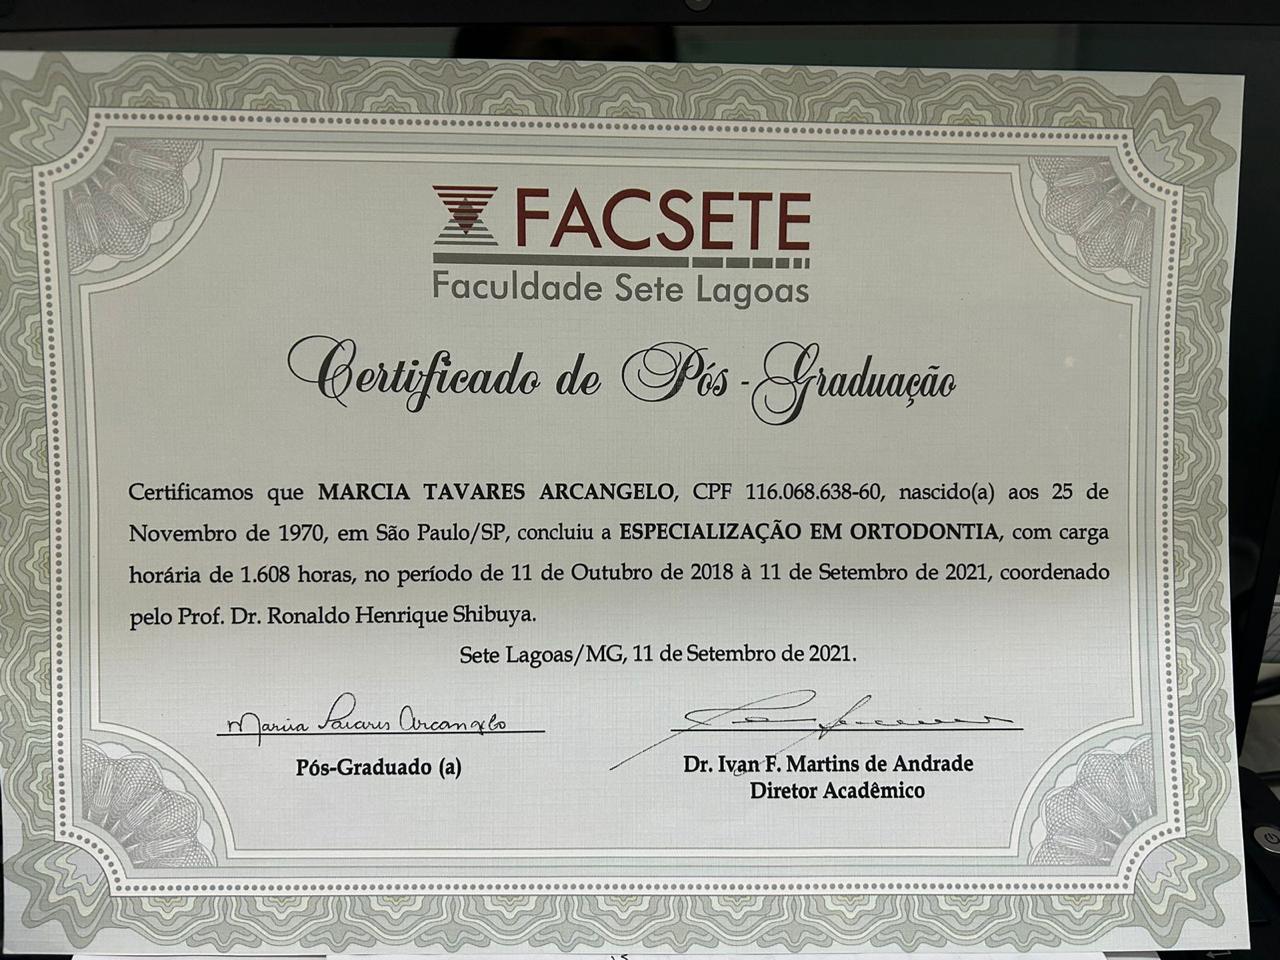 FACSETE
Faculdade Sete Lagoas
Certificado de Pós - Graduação
Certificamos que MARCIA TAVARES ARCANGELO, CPF 116.068.638-60, nascido(a) aos 25 de
Novembro de 1970, em São Paulo/SP, concluiu a ESPECIALIZAÇÃO EM ORTODONTIA, com carga
horária de 1.608 horas, no período de 11 de Outubro de 2018 à 11 de Setembro de 2021, coordenado
pelo Prof. Dr. Ronaldo Henrique Shibuya.
Sete Lagoas/MG, 11 de Setembro de 2021.
Marcia Tavares Arcangelo
Pós-Graduado (a)
Dr. Ivan F. Martins de Andrade
Diretor Acadêmico